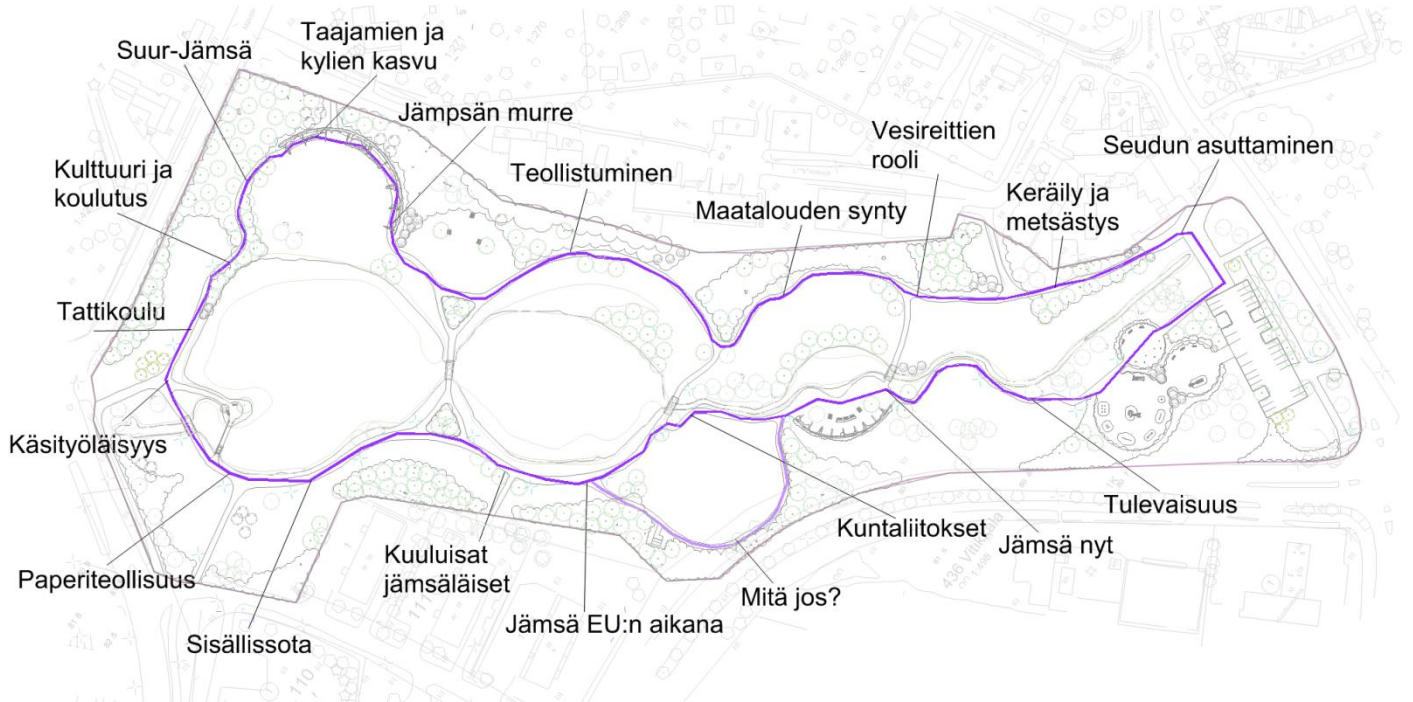 Taajamien ja
kylien kasvu
Suur-Jämsä
Jämpsän murre
Vesireittien
rooli
Seudun asuttaminen
Kulttuuri ja
koulutus
Teollistuminen
Keräily ja
metsästys
Maatalouden synty
Tattikoulu
Käsityöläisyys
Tulevaisuus
Kuntaliitokset
Jämsä nyt
Kuuluisat
jämsäläiset
Paperiteollisuus
Mitä jos?
Jämsä EU:n aikana
Sisällissota
110